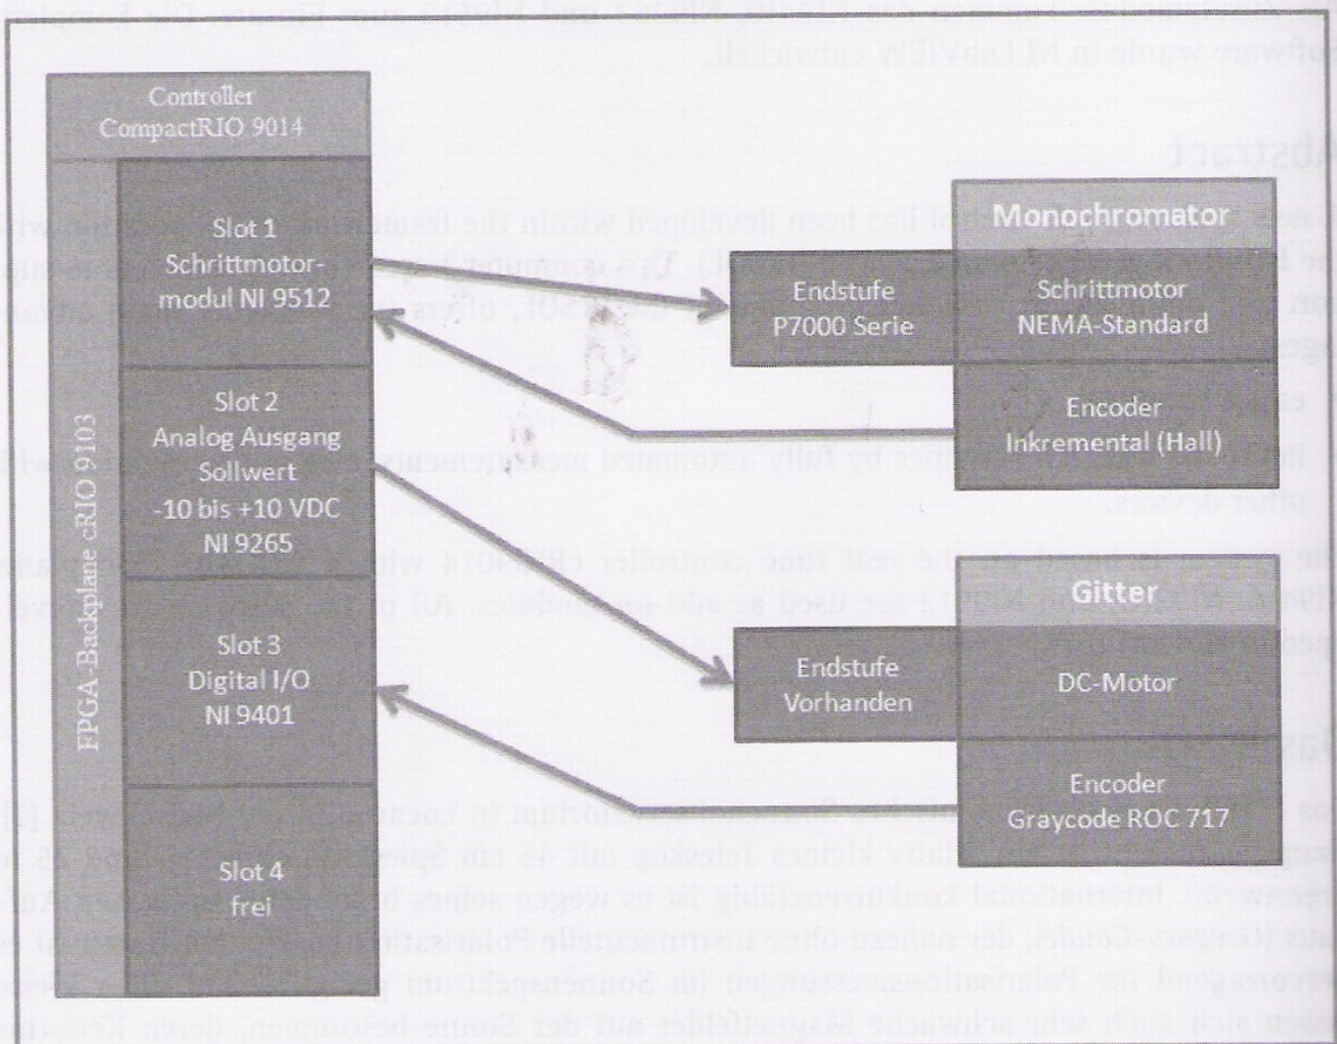 Controller
CompactRIO 9014
FPGA-Backplane cRIO 9103
Slot 1
Schrittmotor-
modul NI 9512
Slot 2
Analog Ausgang
Sollwert
-10 bis +10 VDC
NI 9265
Slot 3
Digital I/O
NI 9401
Slot 4
frei
Monochromator
Endstufe
P7000 Serie
Schrittmotor
NEMA-Standard
Encoder
Inkremental (Hall)
Gitter
Endstufe
Vorhanden
DC-Motor
Encoder
Graycode ROC 717